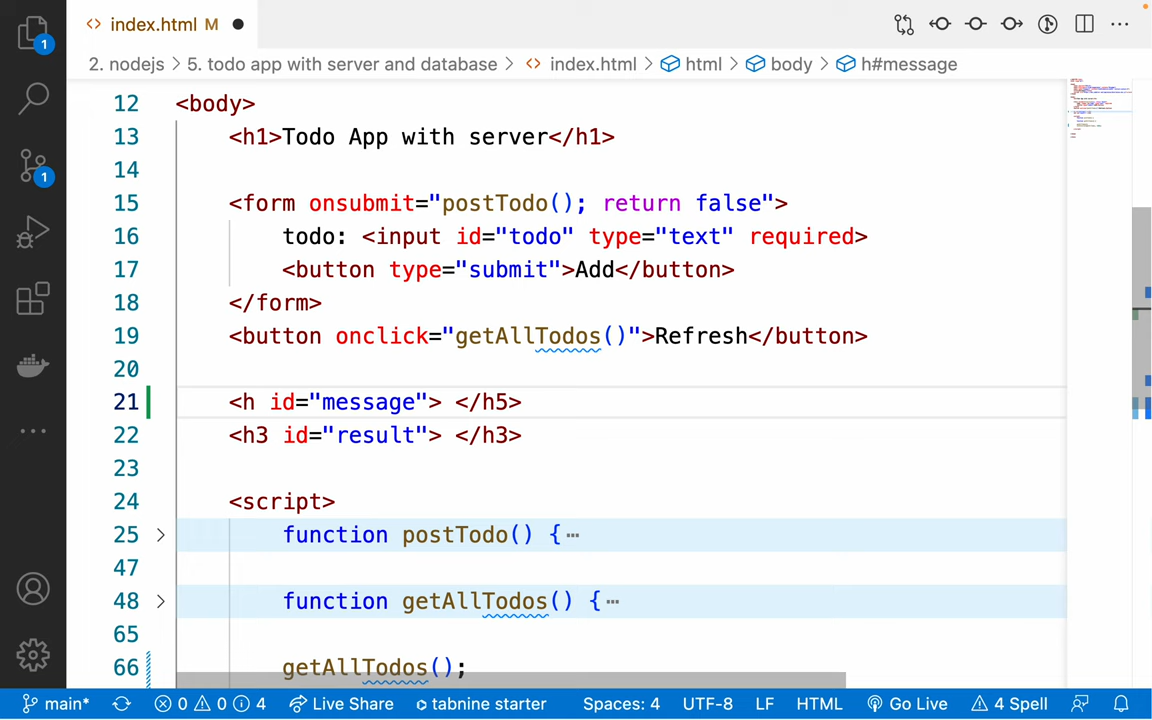 index.html M
1
2. nodejs > 5. todo app with server and database > <> index.html > html > body > h#message
12 <body>
13 <h1>Todo App with server</h1>
14
15 <form onsubmit="postTodo(); return false">
16 todo: <input id="todo" type="text" required>
17 <button type="submit">Add</button>
18 </form>
19 <button onclick="getAllTodos()">Refresh</button>
20
21 <h id="message"> </h5>
22 <h3 id="result"> </h3>
23
24 <script>
25 function postTodo() {⋯
47
48 function getAllTodos() {⋯
65
66 getAllTodos();
1
main* 0 0 4 Live Share tabnine starter Spaces: 4 UTF-8 LF HTML Go Live 4 Spell